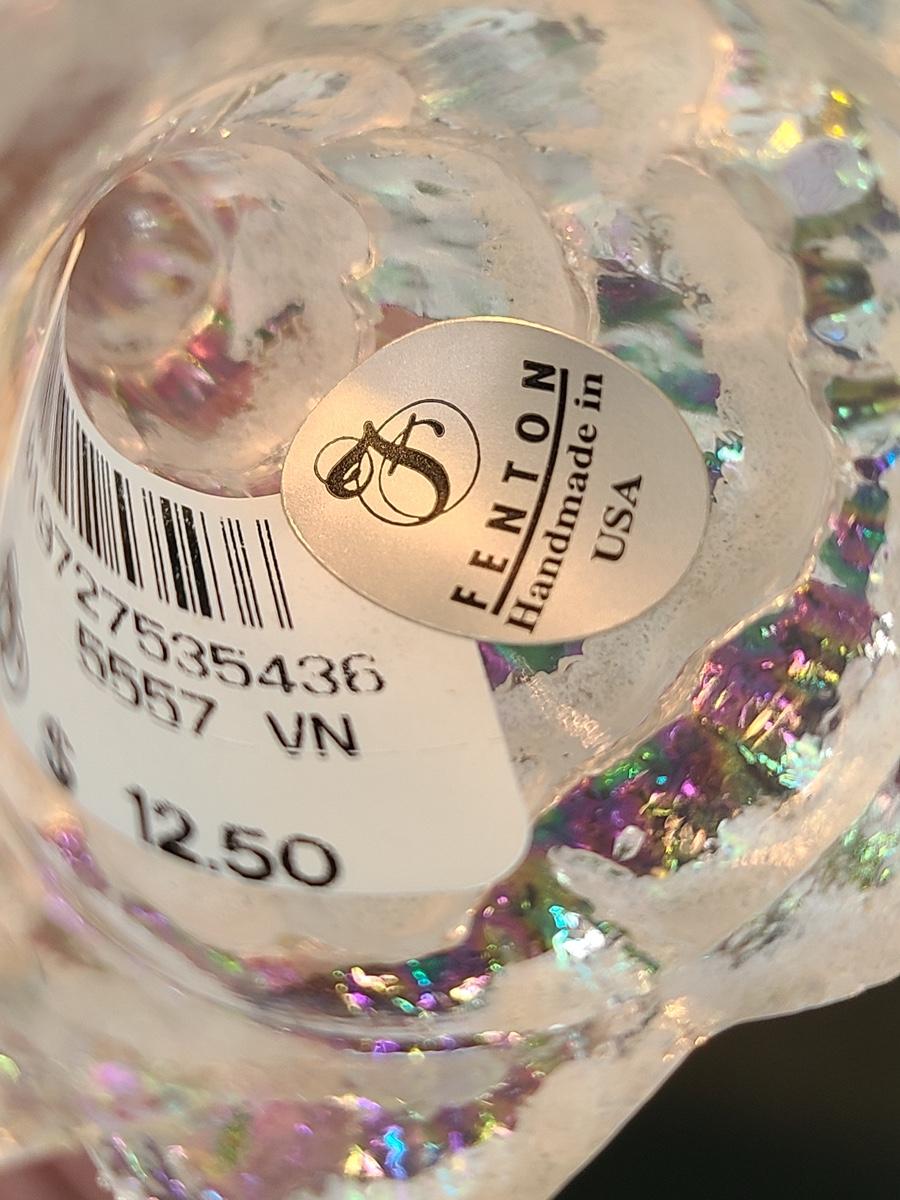 FENTON
Handmade in
USA
27535436
5557 VN
$ 12.50